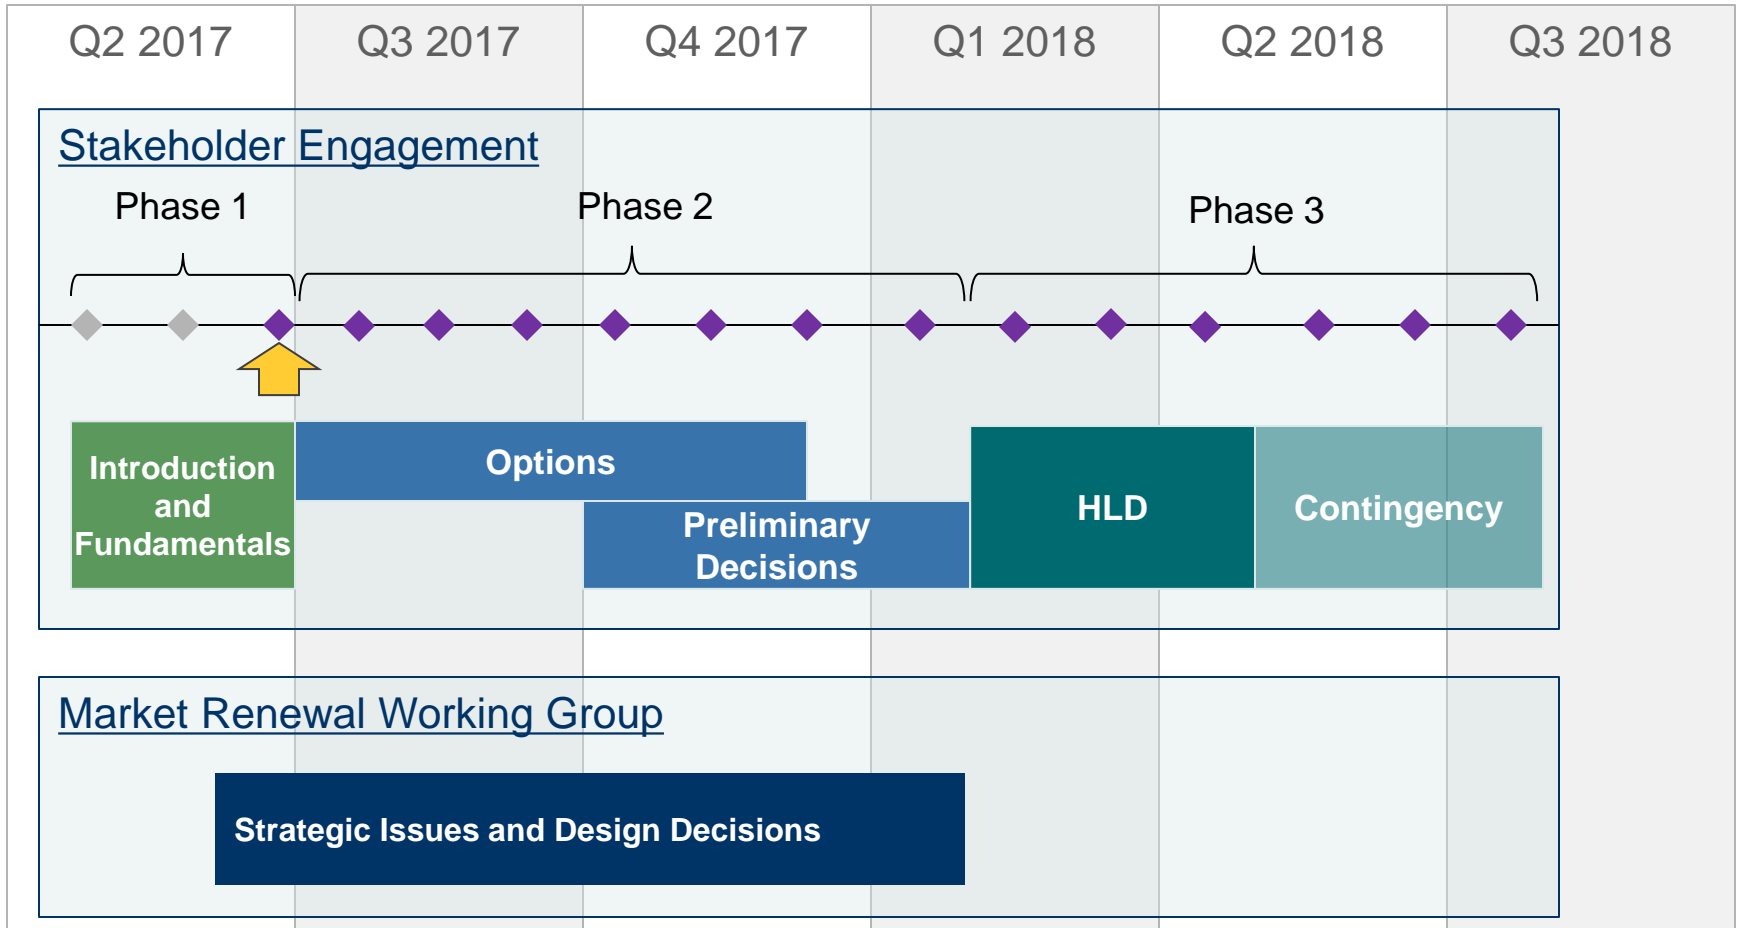 Q2 2017 Q3 2017 Q4 2017 Q1 2018 Q2 2018 Q3 2018
Stakeholder Engagement
Phase 1 Phase 2 Phase 3
Introduction
and
Fundamentals
Options
Preliminary
Decisions
HLD
Contingency
Market Renewal Working Group
Strategic Issues and Design Decisions